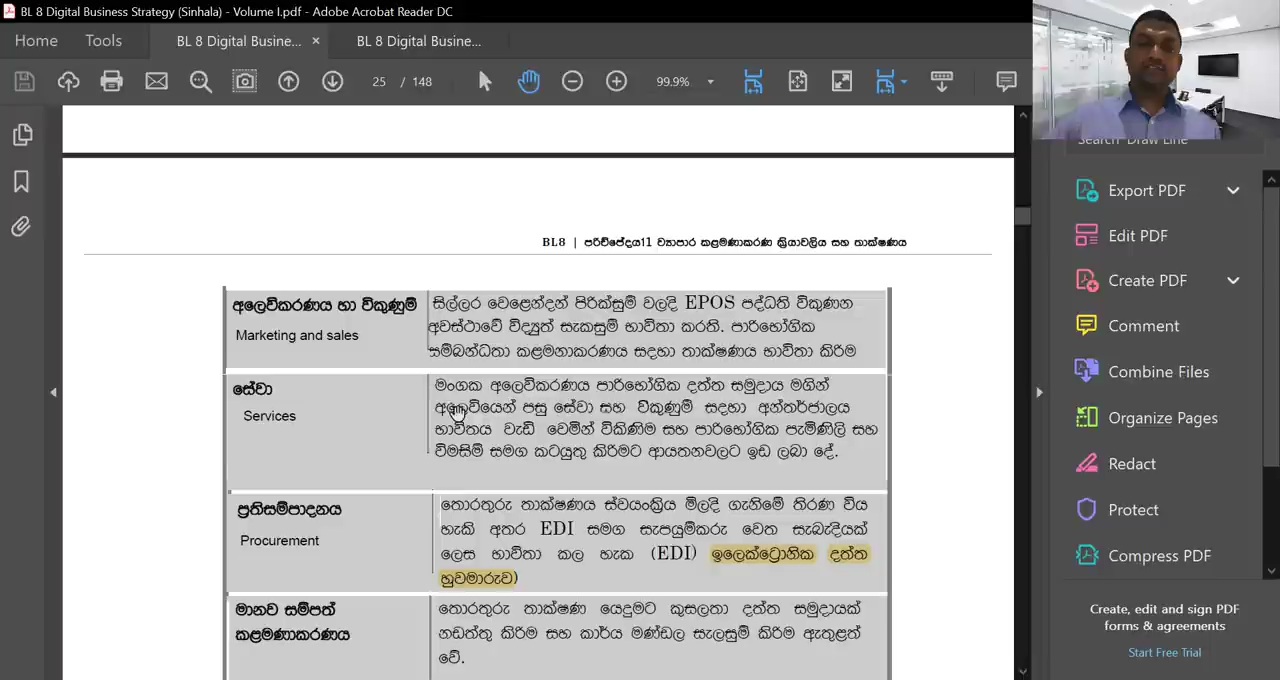 BL 8 Digital Business Strategy (Sinhala) - Volume I.pdf - Adobe Acrobat Reader DC
Home Tools BL 8 Digital Busine... × BL 8 Digital Busine...
25 / 148 99.9%
Export PDF
Edit PDF
Create PDF
Comment
Combine Files
Organize Pages
Redact
Protect
Compress PDF
Create, edit and sign PDF
forms & agreements
Start Free Trial
BL8 | පරිච්ඡේදය11 ව්‍යාපාර කළමණාකරණ ක්‍රියාවලිය සහ තාක්ෂණය
අලෙවිකරණය හා විකුණුම්
Marketing and sales
සිල්ලර වෙළෙන්දන් පිරික්සුම් වලදි EPOS පද්ධති විකුණන
අවස්ථාවේ විද්‍යුත් සැකසුම් භාවිතා කරති. පාරිභෝගික
සම්බන්ධතා කළමනාකරණය සදහා තාක්ෂණය භාවිතා කිරිම
සේවා
Services
මංගක අලෙවිකරණය පාරිභෝගික දත්ත සමුදාය මගින්
අලෙවියෙන් පසු සේවා සහ විකුණුම් සදහා අන්තර්ජාලය
භාවිතය වැඩි වෙමින් විකිණිම සහ පාරිභෝගික පැමිණිලි සහ
විමසිම් සමග කටයුතු කිරිමට ආයතනවලට ඉඩ ලබා දේ.
ප්‍රතිසම්පාදනය
Procurement
තොරතුරු තාක්ෂණය ස්වයංක්‍රිය මිලදි ගැනිමේ තිරණ විය
හැකි අතර EDI සමග සැපයුම්කරු වෙත සැබැදියක්
ලෙස භාවිතා කල හැක (EDI) ඉලෙක්ට්‍රොනික දත්ත
හුවමාරුව)
මානව සම්පත්
කළමණාකරණය
තොරතුරු තාක්ෂණ යෙදුමට කුසලතා දත්ත සමුදායක්
ගඩත්තු කිරිම සහ කාර්ය මණ්ඩල සැලසුම් කිරිම ඇතුළත්
වේ.